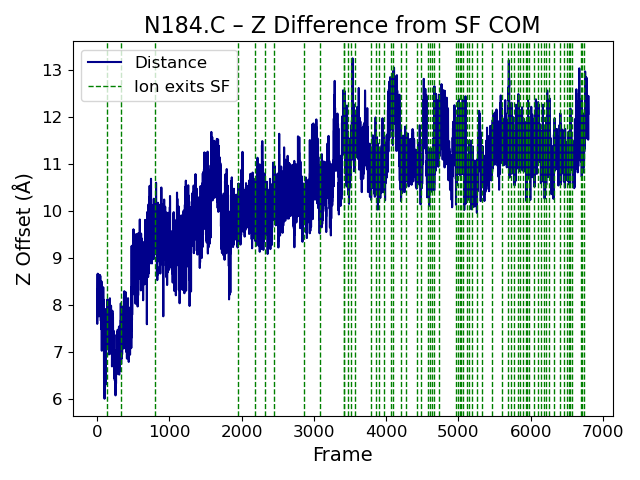 N184.C – Z Difference from SF COM
Distance
Ion exits SF
Z Offset (Å)
13
12
11
10
9
8
7
6
0 1000 2000 3000 4000 5000 6000 7000
Frame